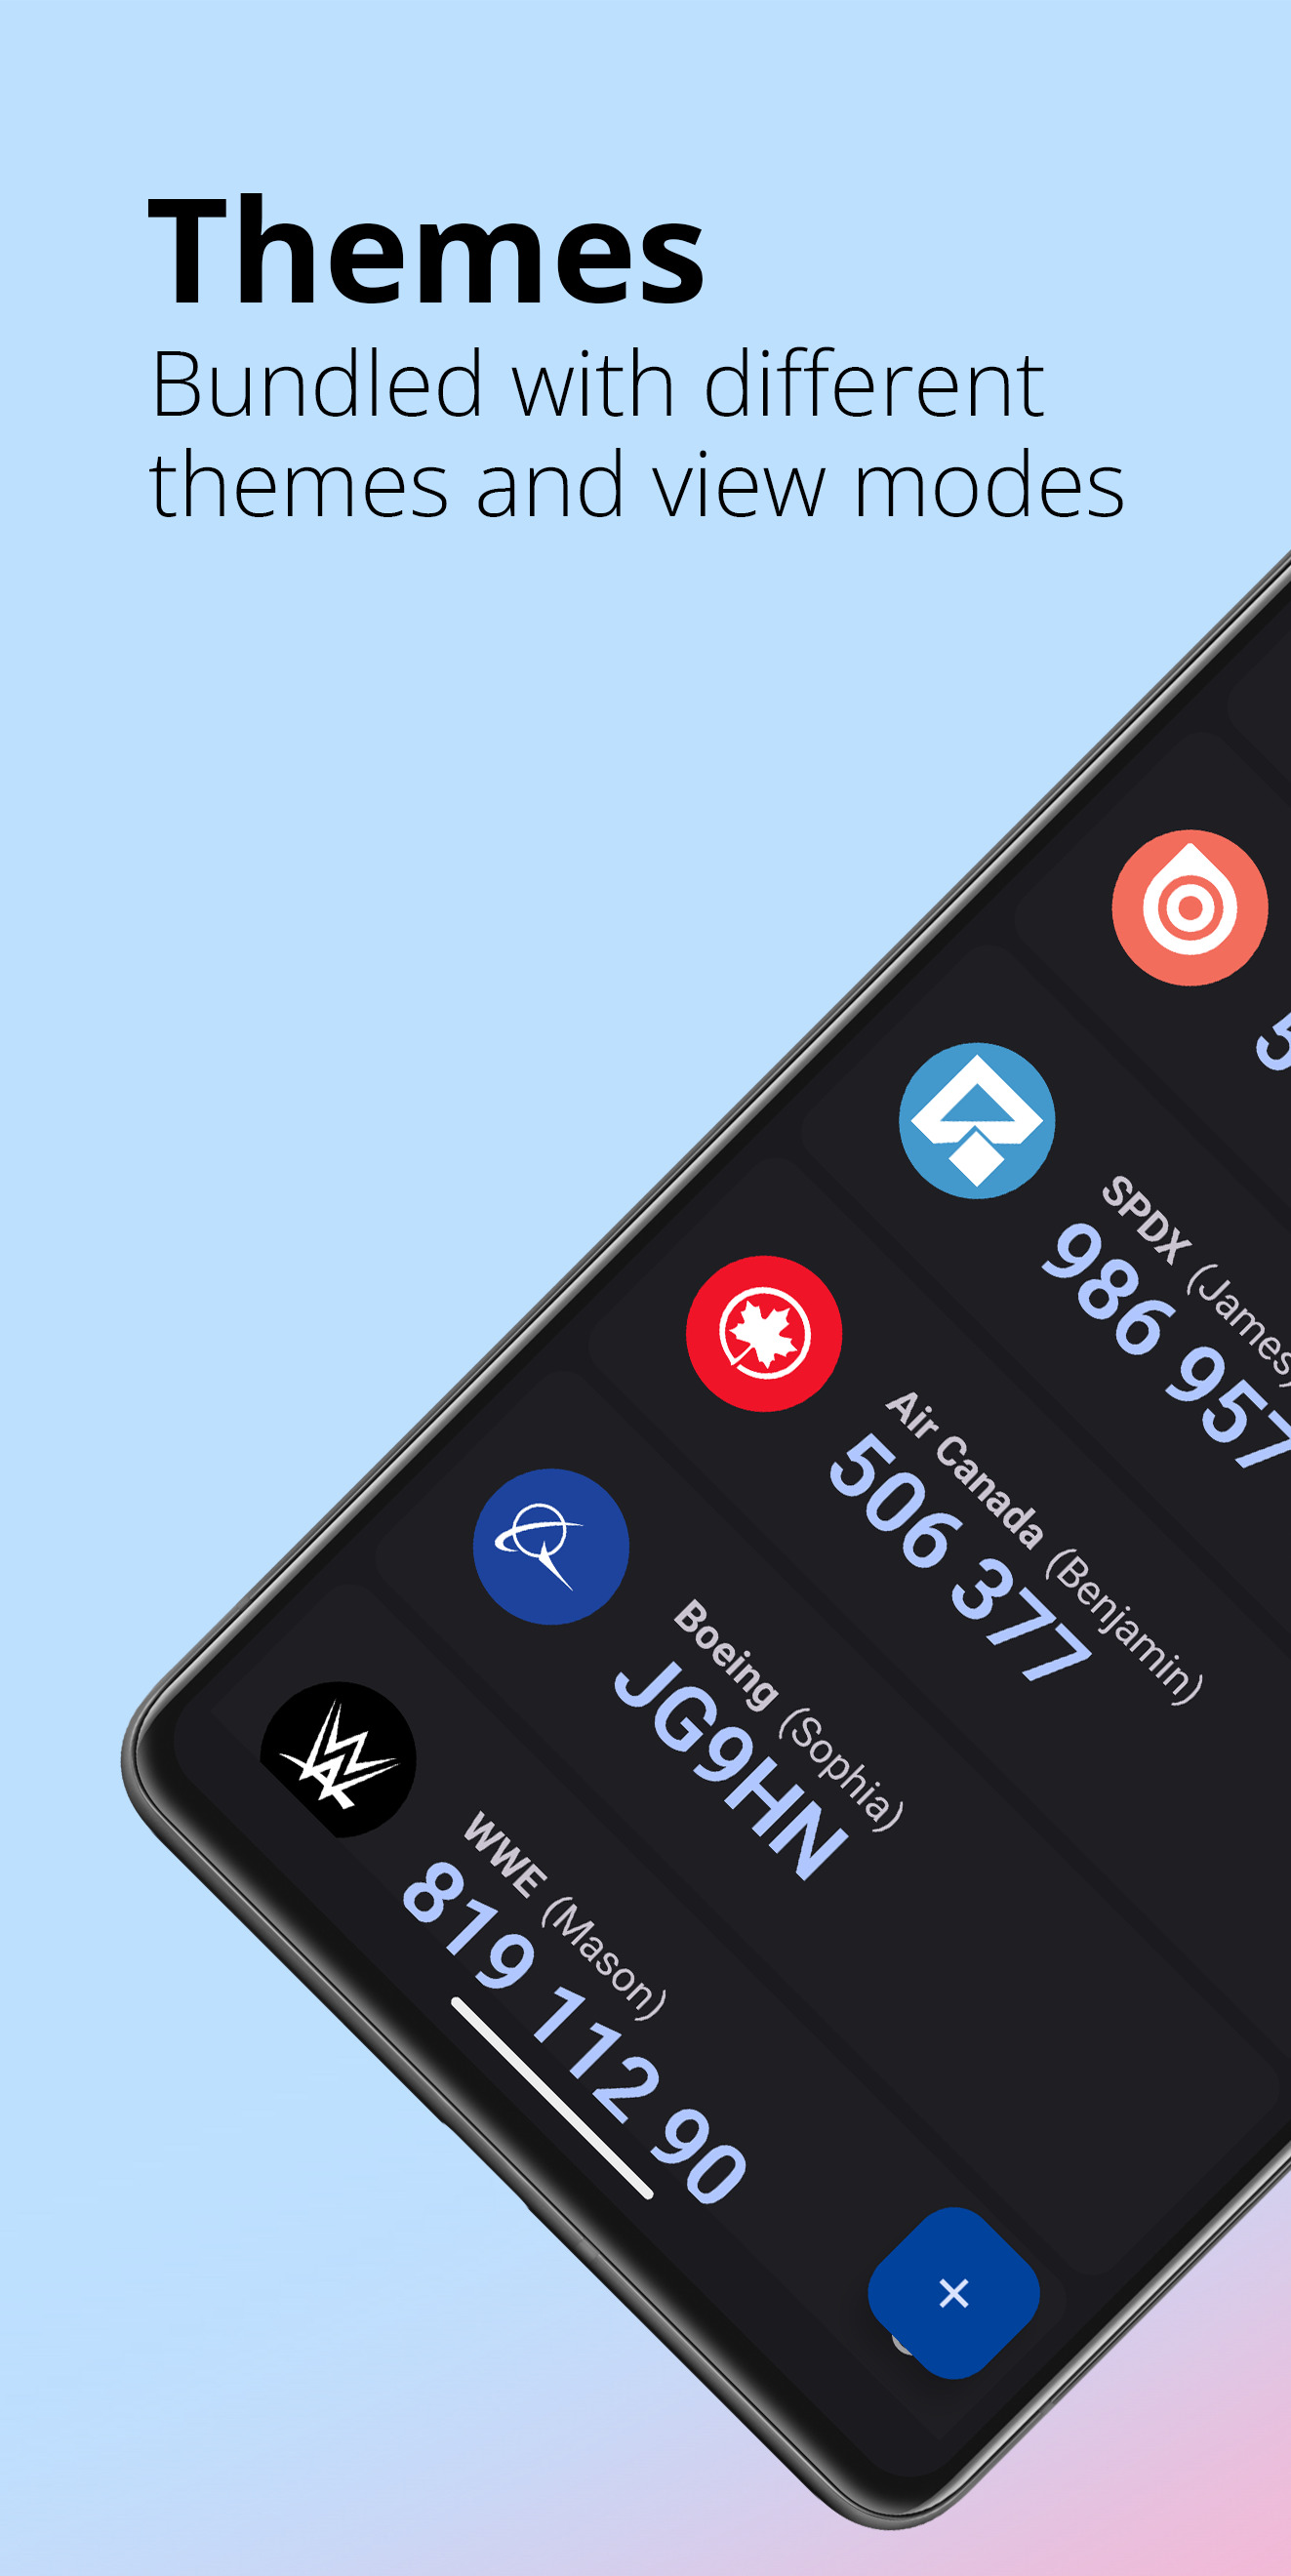 Themes
Bundled with different
themes and view modes
5
SPDX (James)
986 957
Air Canada (Benjamin)
506 377
Boeing (Sophia)
JG9HN
WWE (Mason)
819 112 90